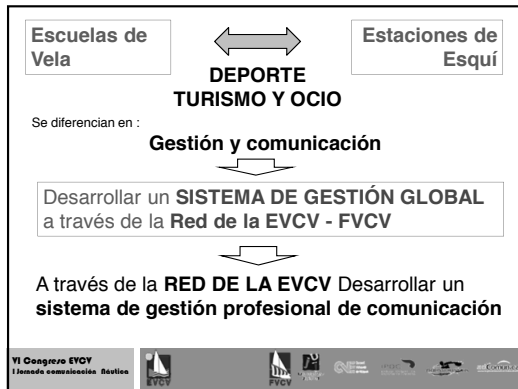 Escuelas de
Vela
Estaciones de
Esquí
DEPORTE
TURISMO Y OCIO
Se diferencian en :
Gestión y comunicación
Desarrollar un SISTEMA DE GESTIÓN GLOBAL
a través de la Red de la EVCV - FVCV
A través de la RED DE LA EVCV Desarrollar un
sistema de gestión profesional de comunicación
VI Congreso EVCV
I Jornada comunicación Náutica
EVCV
FVCV